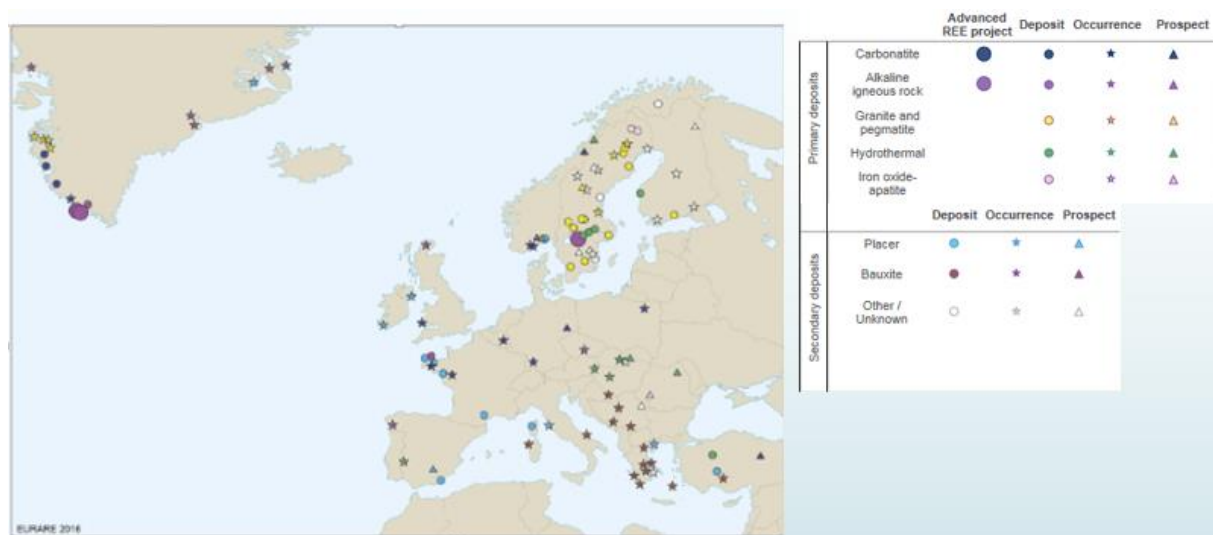 Advanced
REE project Deposit Occurrence Prospect
Primary deposits
Carbonatite
Alkaline
igneous rock
Granite and
pegmatite
Hydrothermal
Iron oxide-
apatite
Deposit Occurrence Prospect
Secondary deposits
Placer
Bauxite
Other /
Unknown
EURARE 2016